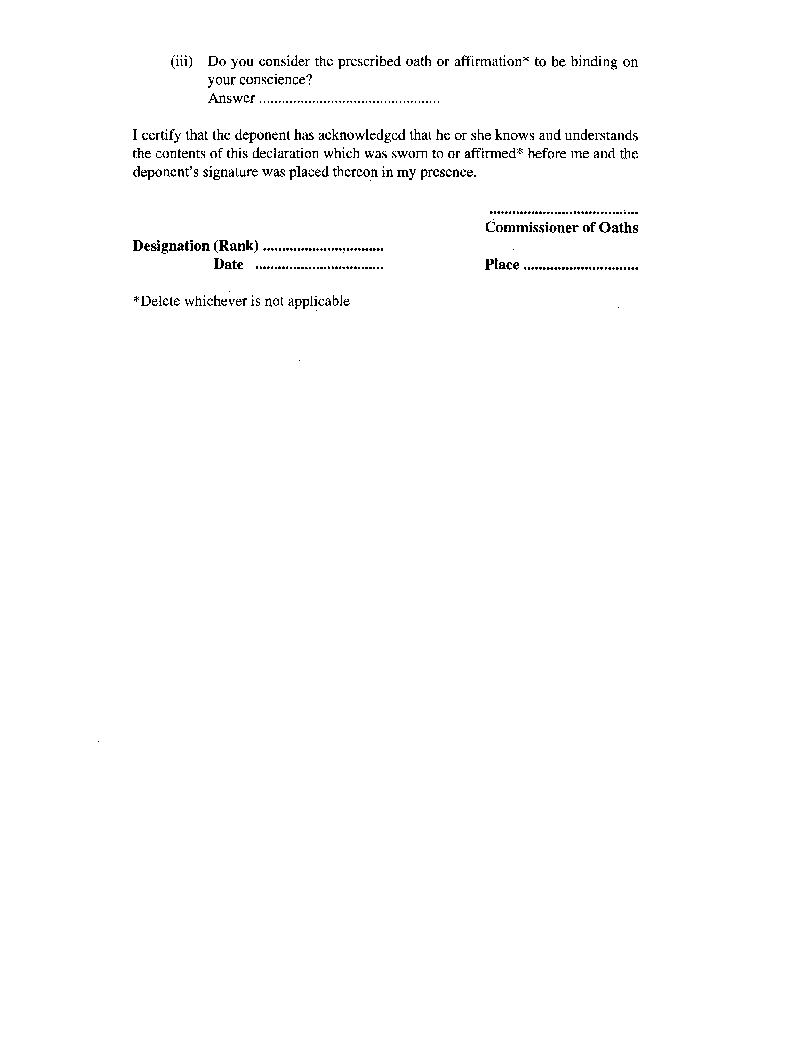 (iii) Do you consider the prescribed oath or affirmation* to be binding on
your conscience?
Answer ................................................
I certify that the deponent has acknowledged that he or she knows and understands
the contents of this declaration which was sworn to or affirmed* before me and the
deponent's signature was placed thereon in my presence.
.......................................
Commissioner of Oaths
Designation (Rank) ................................
Date .................................. Place ..............................
*Delete whichever is not applicable